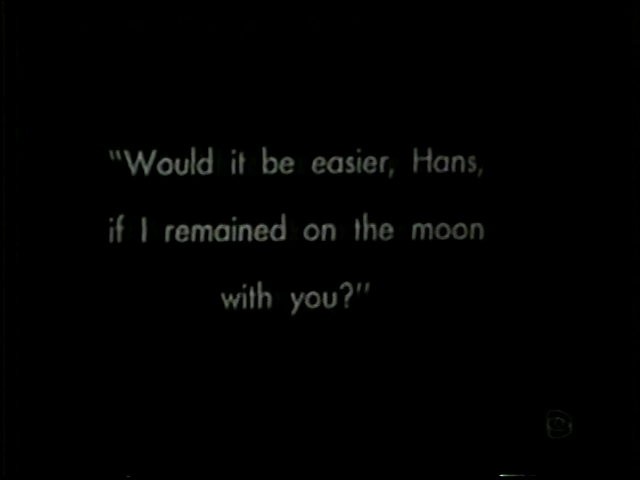 "Would it be easier, Hans,
if I remained on the moon
with you?"